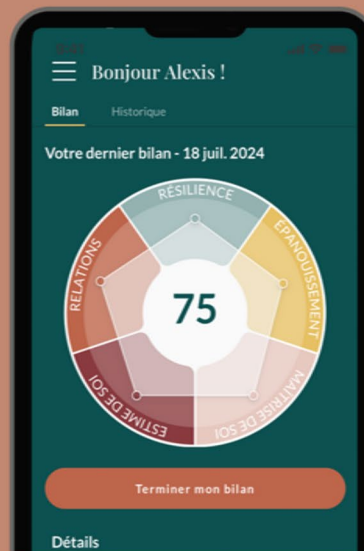 Bonjour Alexis !
Bilan
Historique
Votre dernier bilan - 18 juil. 2024
RÉSILIENCE
RELATIONS
ÉPANOUISSEMENT
75
ESTIME DE SOI
MAITRISE DE SOI
Terminer mon bilan
Détails